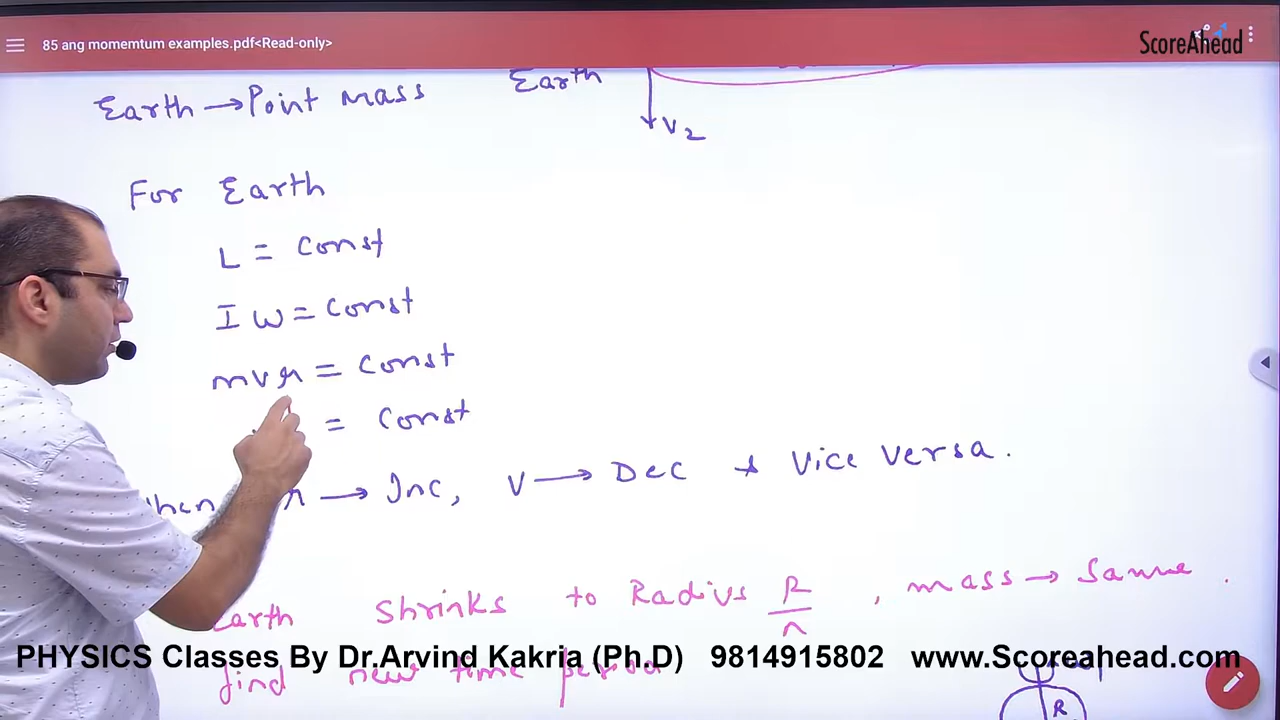 85 ang momemtum examples.pdf<Read-only>
ScoreAhead
Earth
Earth → Point mass
V2
For Earth
L = const
I ω = const
m v r = const
= const
r → Inc, V → Dec & Vice versa.
Shrinks to Radius R/n , mass → Same .
PHYSICS Classes By Dr.Arvind Kakria (Ph.D) 9814915802 www.Scoreahead.com
find new time period
R